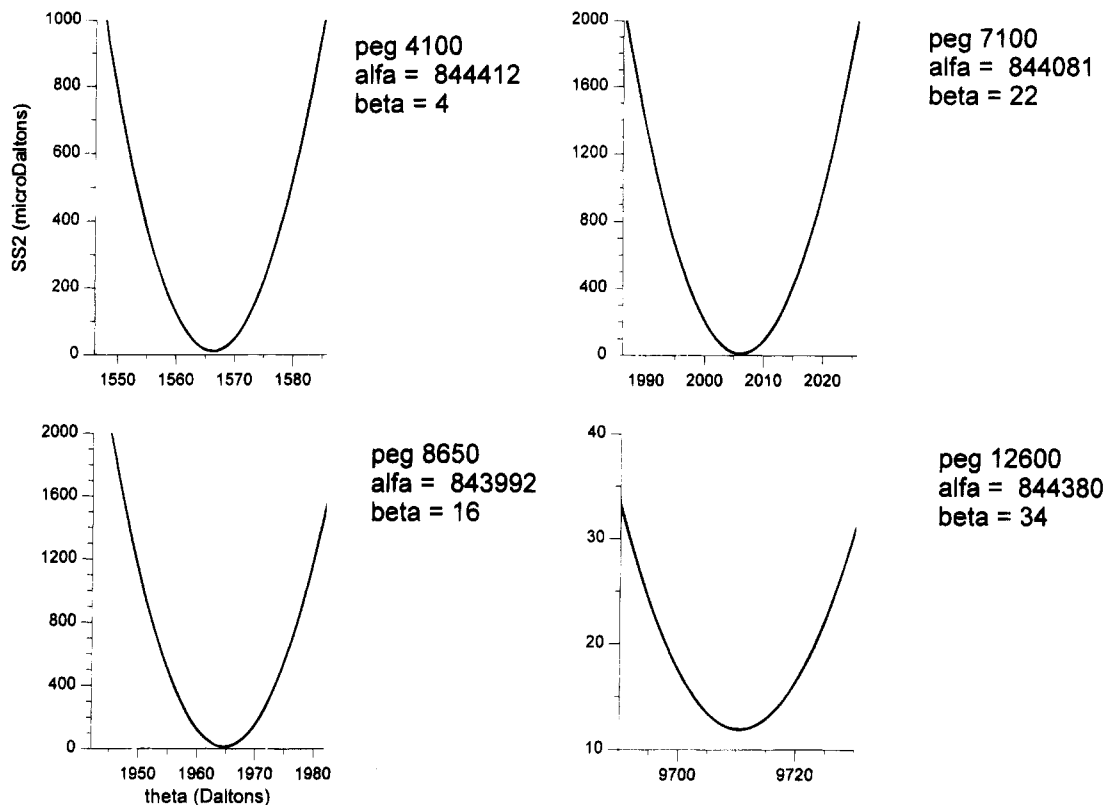 1000
800
600
400
200
0
SS2 (microDaltons)
1550 1560 1570 1580
peg 4100
alfa = 844412
beta = 4
2000
1600
1200
800
400
0
1990 2000 2010 2020
peg 7100
alfa = 844081
beta = 22
2000
1600
1200
800
400
0
1950 1960 1970 1980
theta (Daltons)
peg 8650
alfa = 843992
beta = 16
40
30
20
10
9700 9720
peg 12600
alfa = 844380
beta = 34